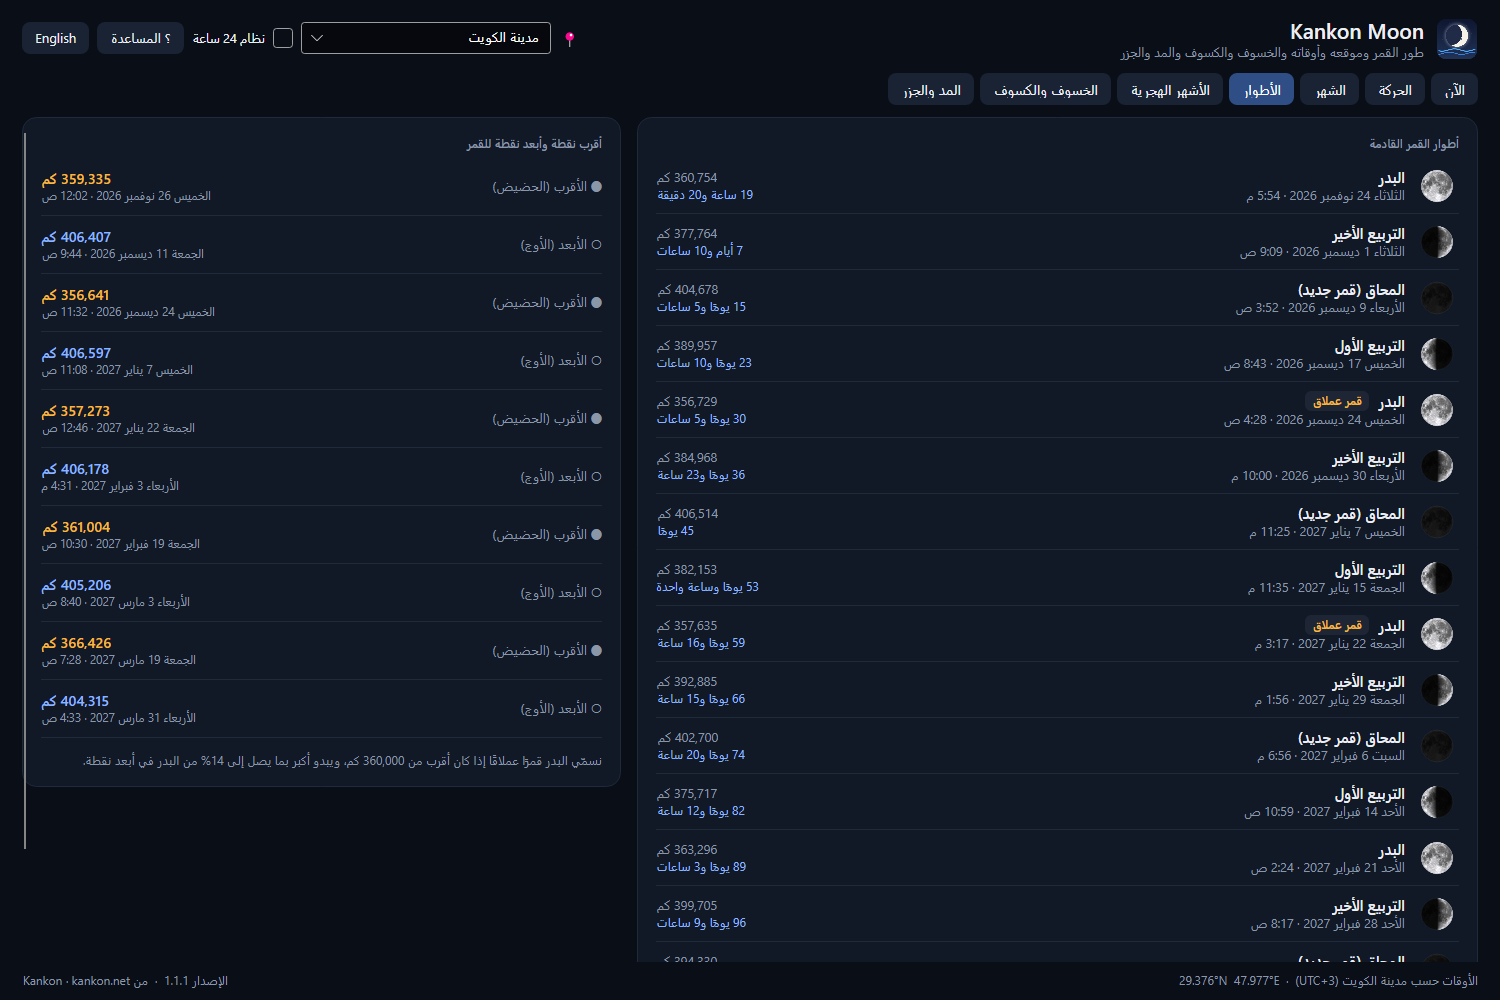 Kankon Moon
طور القمر وموقعه وأوقاته والخسوف والكسوف والمد والجزر
مدينة الكويت
نظام 24 ساعة
؟ المساعدة
English
الآن
الحركة
الشهر
الأطوار
الأشهر الهجرية
الخسوف والكسوف
المد والجزر
أطوار القمر القادمة
البدر
360,754 كم
الثلاثاء 24 نوفمبر 2026 · 5:54 م
19 ساعة و20 دقيقة
التربيع الأخير
377,764 كم
الثلاثاء 1 ديسمبر 2026 · 9:09 ص
7 أيام و10 ساعات
المحاق (قمر جديد)
404,678 كم
الأربعاء 9 ديسمبر 2026 · 3:52 ص
15 يومًا و5 ساعات
التربيع الأول
389,957 كم
الخميس 17 ديسمبر 2026 · 8:43 ص
23 يومًا و10 ساعات
البدر قمر عملاق
356,729 كم
الخميس 24 ديسمبر 2026 · 4:28 ص
30 يومًا و5 ساعات
التربيع الأخير
384,968 كم
الأربعاء 30 ديسمبر 2026 · 10:00 م
36 يومًا و23 ساعة
المحاق (قمر جديد)
406,514 كم
الخميس 7 يناير 2027 · 11:25 م
45 يومًا
التربيع الأول
382,153 كم
الجمعة 15 يناير 2027 · 11:35 م
53 يومًا وساعة واحدة
البدر قمر عملاق
357,635 كم
الجمعة 22 يناير 2027 · 3:17 م
59 يومًا و16 ساعة
التربيع الأخير
392,885 كم
الجمعة 29 يناير 2027 · 1:56 م
66 يومًا و15 ساعة
المحاق (قمر جديد)
402,700 كم
السبت 6 فبراير 2027 · 6:56 م
74 يومًا و20 ساعة
التربيع الأول
375,717 كم
الأحد 14 فبراير 2027 · 10:59 ص
82 يومًا و12 ساعة
البدر
363,296 كم
الأحد 21 فبراير 2027 · 2:24 ص
89 يومًا و3 ساعات
التربيع الأخير
399,705 كم
الأحد 28 فبراير 2027 · 8:17 ص
96 يومًا و9 ساعات
المحاق (قمر جديد)
394,330 كم
أقرب نقطة وأبعد نقطة للقمر
الأقرب (الحضيض)
359,335 كم
الخميس 26 نوفمبر 2026 · 12:02 ص
الأبعد (الأوج)
406,407 كم
الجمعة 11 ديسمبر 2026 · 9:44 ص
الأقرب (الحضيض)
356,641 كم
الخميس 24 ديسمبر 2026 · 11:32 ص
الأبعد (الأوج)
406,597 كم
الخميس 7 يناير 2027 · 11:08 ص
الأقرب (الحضيض)
357,273 كم
الجمعة 22 يناير 2027 · 12:46 ص
الأبعد (الأوج)
406,178 كم
الأربعاء 3 فبراير 2027 · 4:31 م
الأقرب (الحضيض)
361,004 كم
الجمعة 19 فبراير 2027 · 10:30 ص
الأبعد (الأوج)
405,206 كم
الأربعاء 3 مارس 2027 · 8:40 ص
الأقرب (الحضيض)
366,426 كم
الجمعة 19 مارس 2027 · 7:28 ص
الأبعد (الأوج)
404,315 كم
الأربعاء 31 مارس 2027 · 4:33 ص
نسمّي البدر قمرًا عملاقًا إذا كان أقرب من 360,000 كم، ويبدو أكبر بما يصل إلى 14% من البدر في أبعد نقطة.
الأوقات حسب مدينة الكويت (UTC+3) · 29.376°N 47.977°E
الإصدار 1.1.1 · من Kankon · kankon.net